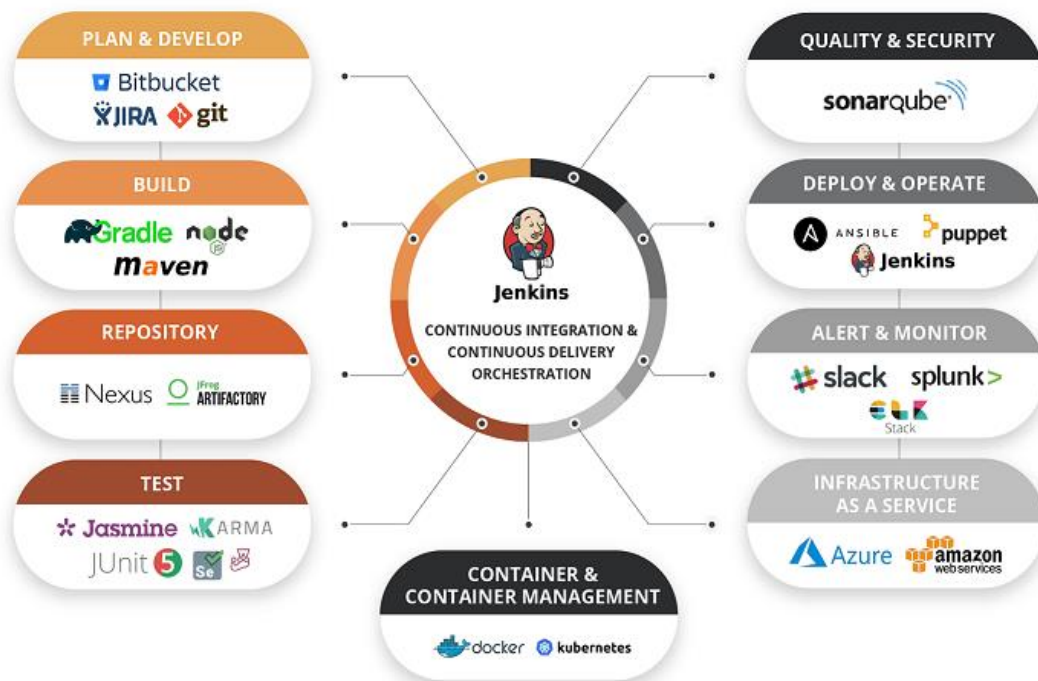 PLAN & DEVELOP
Bitbucket
JIRA git
BUILD
Gradle node
JS
maven
REPOSITORY
Nexus JFrog ARTIFACTORY
TEST
Jasmine KARMA
JUnit 5 Se
Jenkins
CONTINUOUS INTEGRATION &
CONTINUOUS DELIVERY
ORCHESTRATION
CONTAINER &
CONTAINER MANAGEMENT
docker kubernetes
QUALITY & SECURITY
sonarqube
DEPLOY & OPERATE
A ANSIBLE puppet
Jenkins
ALERT & MONITOR
slack splunk>
ELK
Stack
INFRASTRUCTURE
AS A SERVICE
Azure amazon
web services